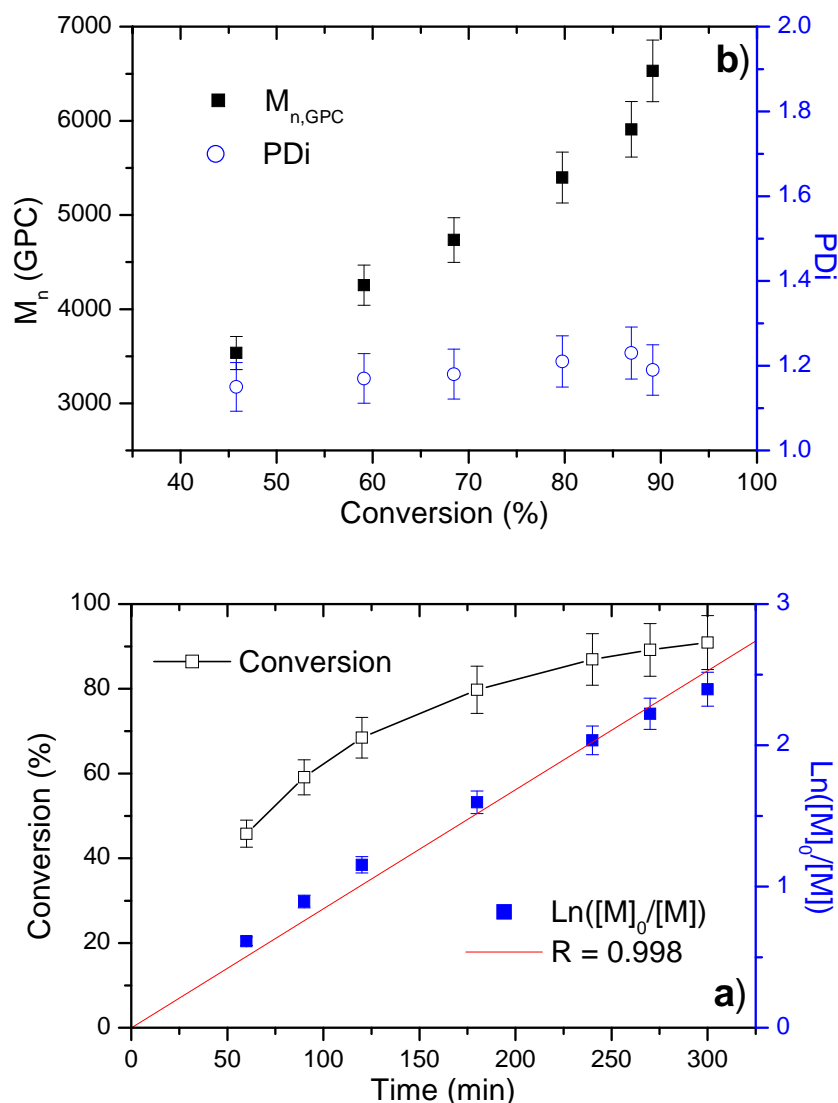 b)
M_n,GPC
PDi
7000
6000
5000
4000
3000
M_n (GPC)
2.0
1.8
1.6
1.4
1.2
1.0
PDi
40 50 60 70 80 90 100
Conversion (%)
100
80
60
40
20
0
Conversion (%)
Conversion
3
2
1
0
Ln([M]_0/[M])
Ln([M]_0/[M])
R = 0.998
a)
0 50 100 150 200 250 300
Time (min)